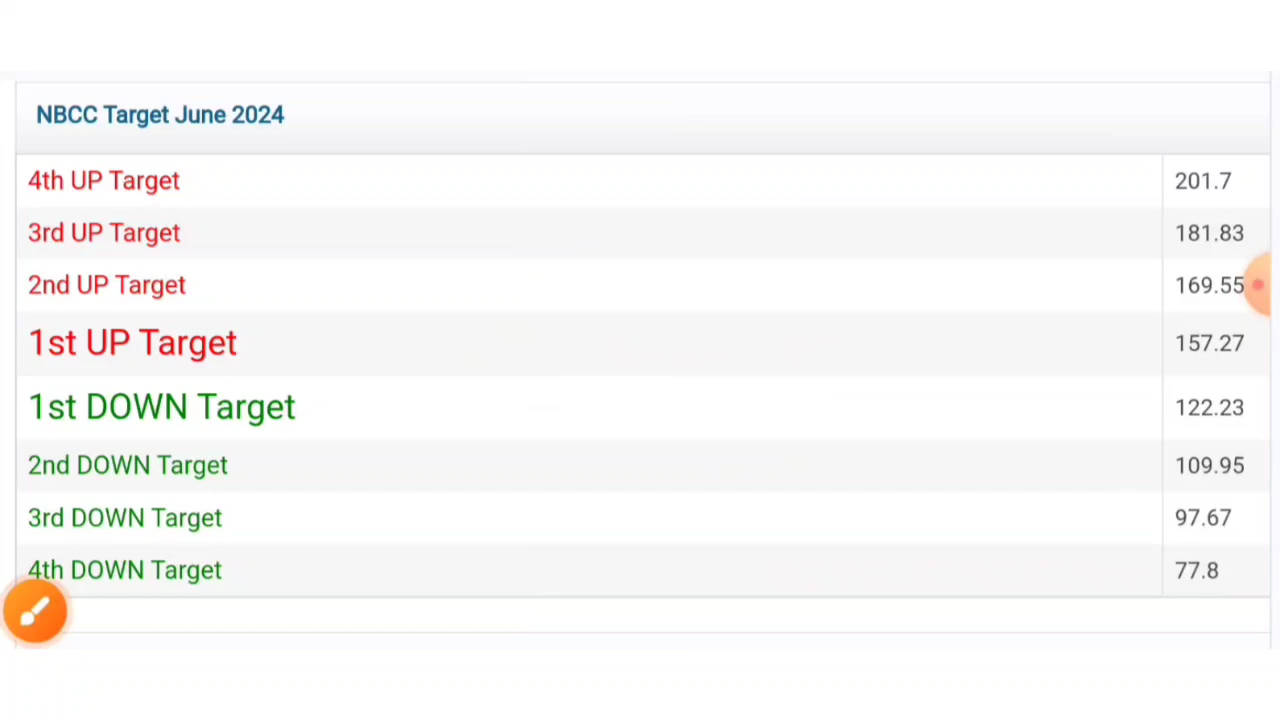 NBCC Target June 2024
4th UP Target 201.7
3rd UP Target 181.83
2nd UP Target 169.55
1st UP Target 157.27
1st DOWN Target 122.23
2nd DOWN Target 109.95
3rd DOWN Target 97.67
4th DOWN Target 77.8